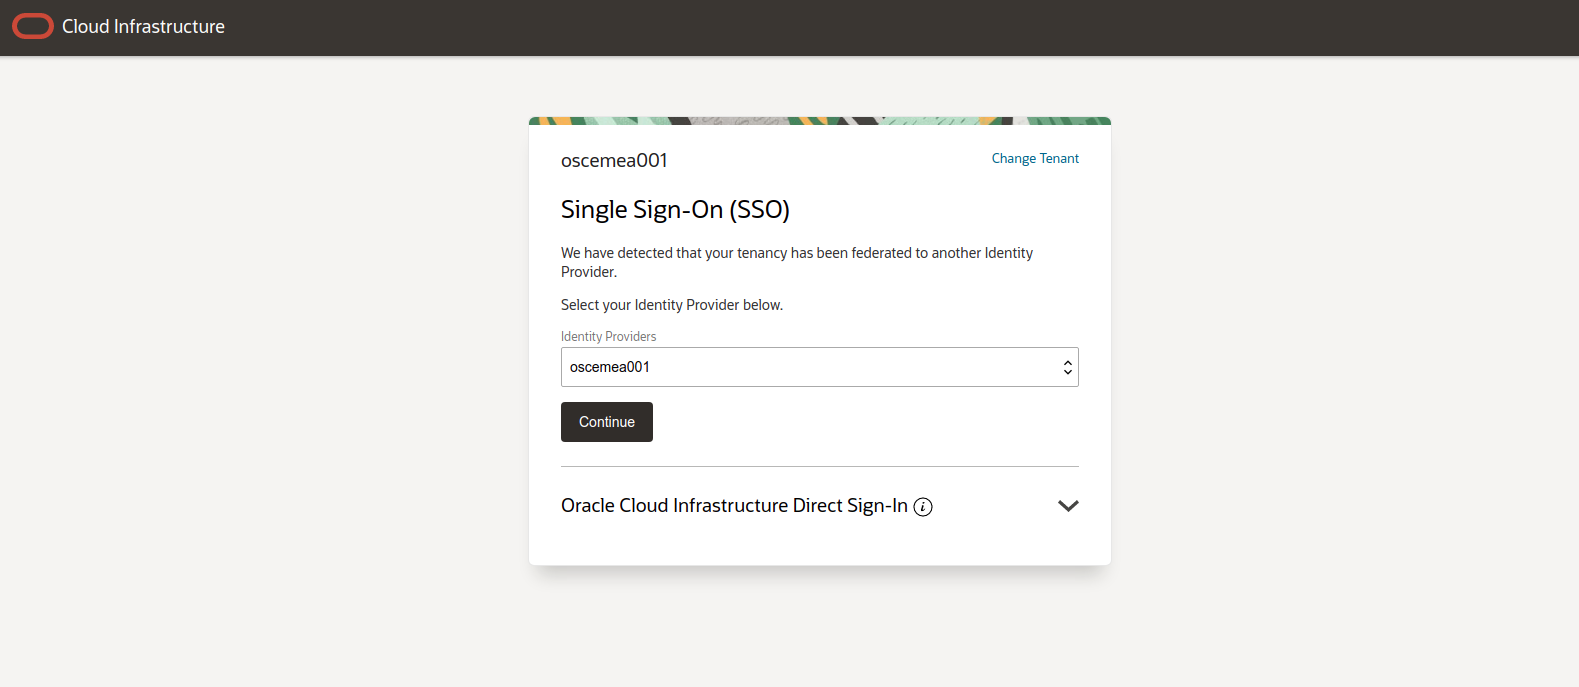 Cloud Infrastructure
oscemea001
Change Tenant
Single Sign-On (SSO)
We have detected that your tenancy has been federated to another Identity
Provider.
Select your Identity Provider below.
Identity Providers
oscemea001
Continue
Oracle Cloud Infrastructure Direct Sign-In